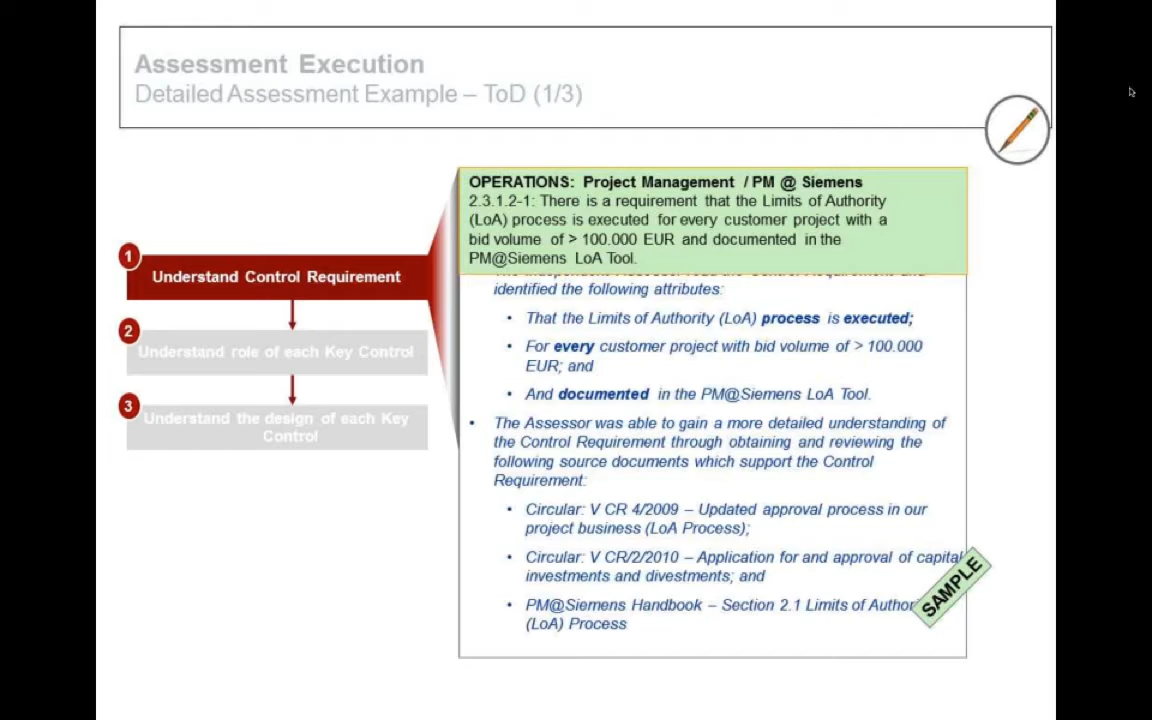 Assessment Execution
Detailed Assessment Example – ToD (1/3)
OPERATIONS: Project Management / PM @ Siemens
2.3.1.2-1: There is a requirement that the Limits of Authority
(LoA) process is executed for every customer project with a
bid volume of > 100.000 EUR and documented in the
PM@Siemens LoA Tool.
1
Understand Control Requirement
2
Understand role of each Key Control
3
Understand the design of each Key
Control
identified the following attributes:
• That the Limits of Authority (LoA) process is executed;
• For every customer project with bid volume of > 100.000
EUR; and
• And documented in the PM@Siemens LoA Tool.
• The Assessor was able to gain a more detailed understanding of
the Control Requirement through obtaining and reviewing the
following source documents which support the Control
Requirement:
• Circular: V CR 4/2009 – Updated approval process in our
project business (LoA Process);
• Circular: V CR/2/2010 – Application for and approval of capital
investments and divestments; and
• PM@Siemens Handbook – Section 2.1 Limits of
(LoA) Process
SAMPLE